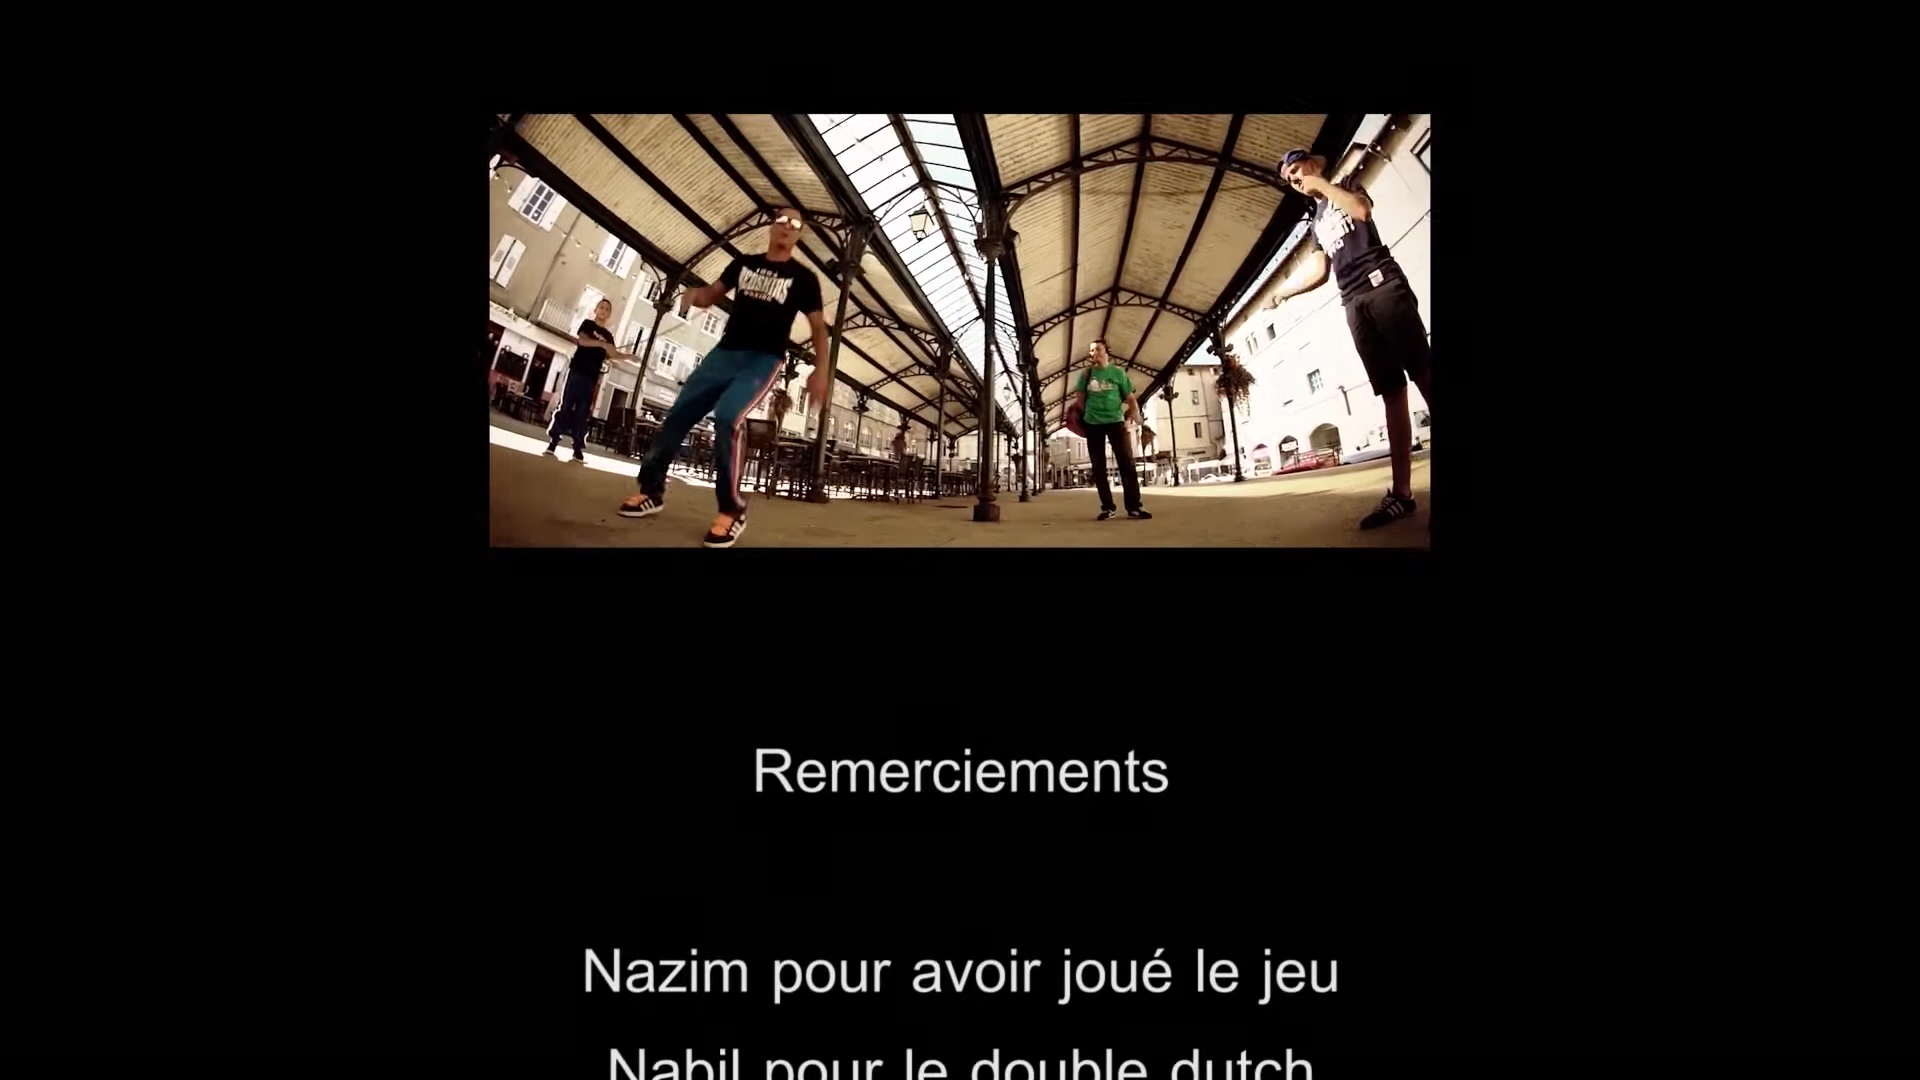 Remerciements
Nazim pour avoir joué le jeu
Nabil pour le double dutch